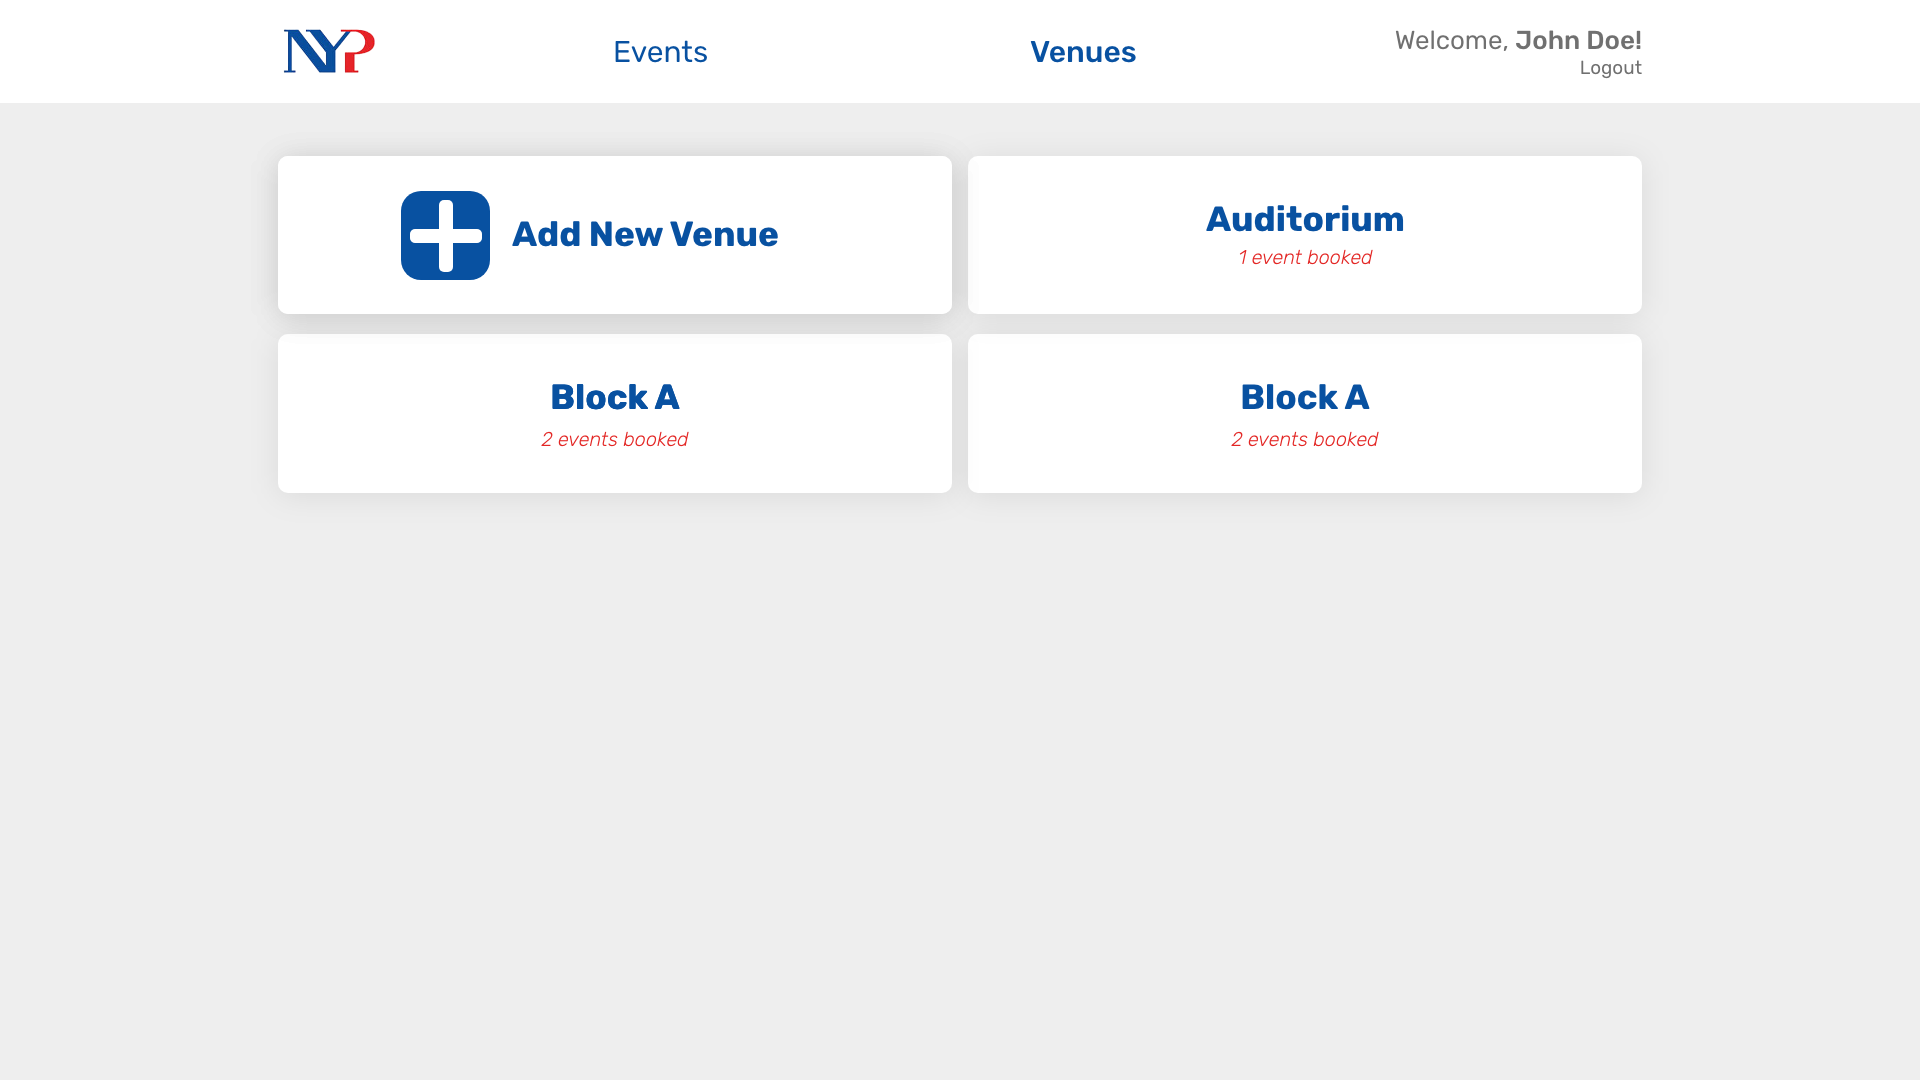 NYP
Events
Venues
Welcome, John Doe!
Logout
Add New Venue
Auditorium
1 event booked
Block A
2 events booked
Block A
2 events booked